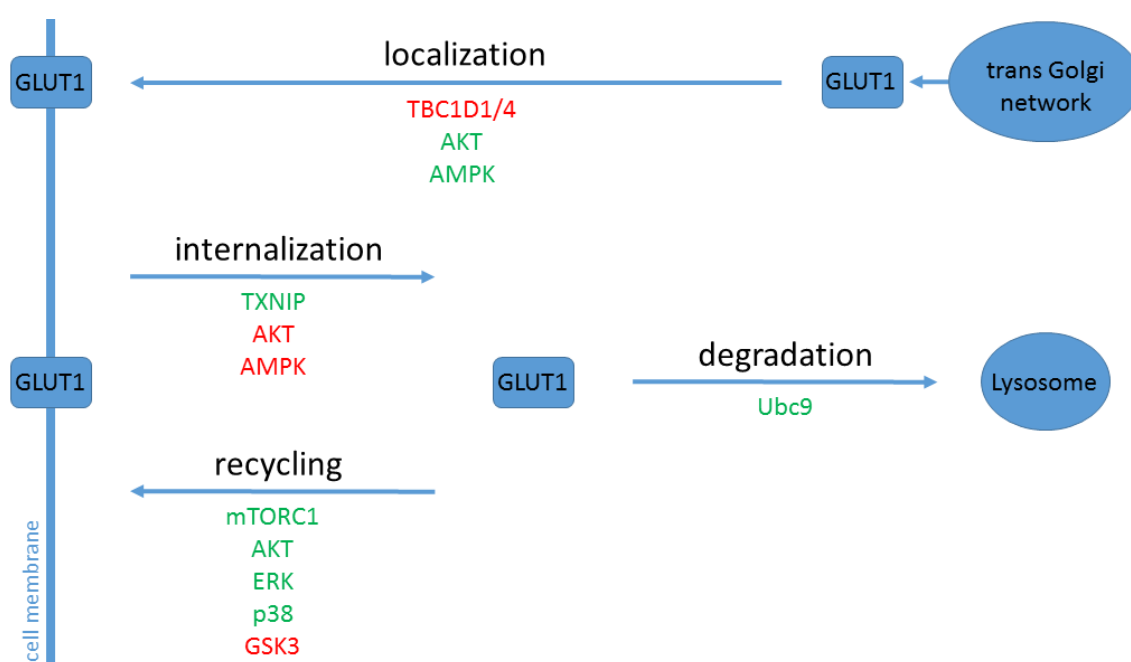 localization
GLUT1
GLUT1
trans Golgi
network
TBC1D1/4
AKT
AMPK
internalization
TXNIP
AKT
AMPK
GLUT1
GLUT1
degradation
Ubc9
Lysosome
recycling
mTORC1
AKT
ERK
p38
GSK3
cell membrane